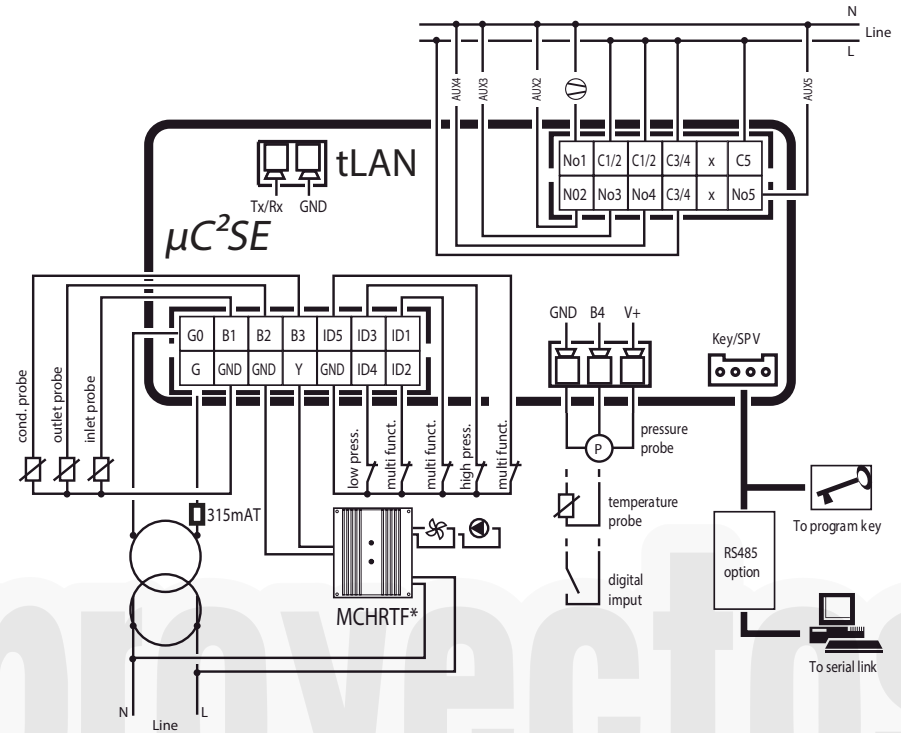 N
Line
L
AUX4
AUX3
AUX2
AUX5
No1 C1/2 C1/2 C3/4 x C5
N02 No3 No4 C3/4 x No5
tLAN
Tx/Rx GND
µC²SE
G0 B1 B2 B3 ID5 ID3 ID1
G GND GND Y GND ID4 ID2
GND B4 V+
Key/SPV
cond. probe
outlet probe
inlet probe
low press.
multi funct.
multi funct.
high press.
multi funct.
P
pressure
probe
temperature
probe
digital
imput
315mAT
MCHRTF*
To program key
RS485
option
To serial link
N
L
Line
proyectos